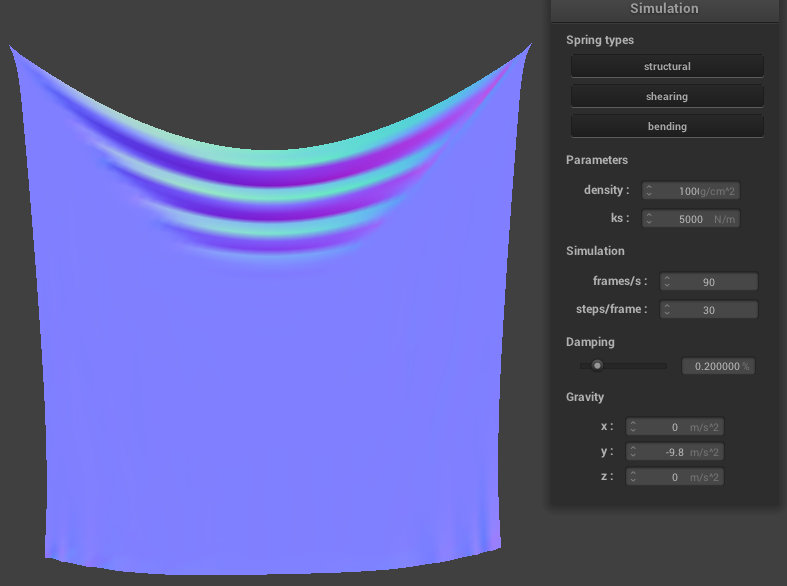 Simulation
Spring types
structural
shearing
bending
Parameters
density : 100 g/cm^2
ks : 5000 N/m
Simulation
frames/s : 90
steps/frame : 30
Damping
0.200000 %
Gravity
x : 0 m/s^2
y : -9.8 m/s^2
z : 0 m/s^2